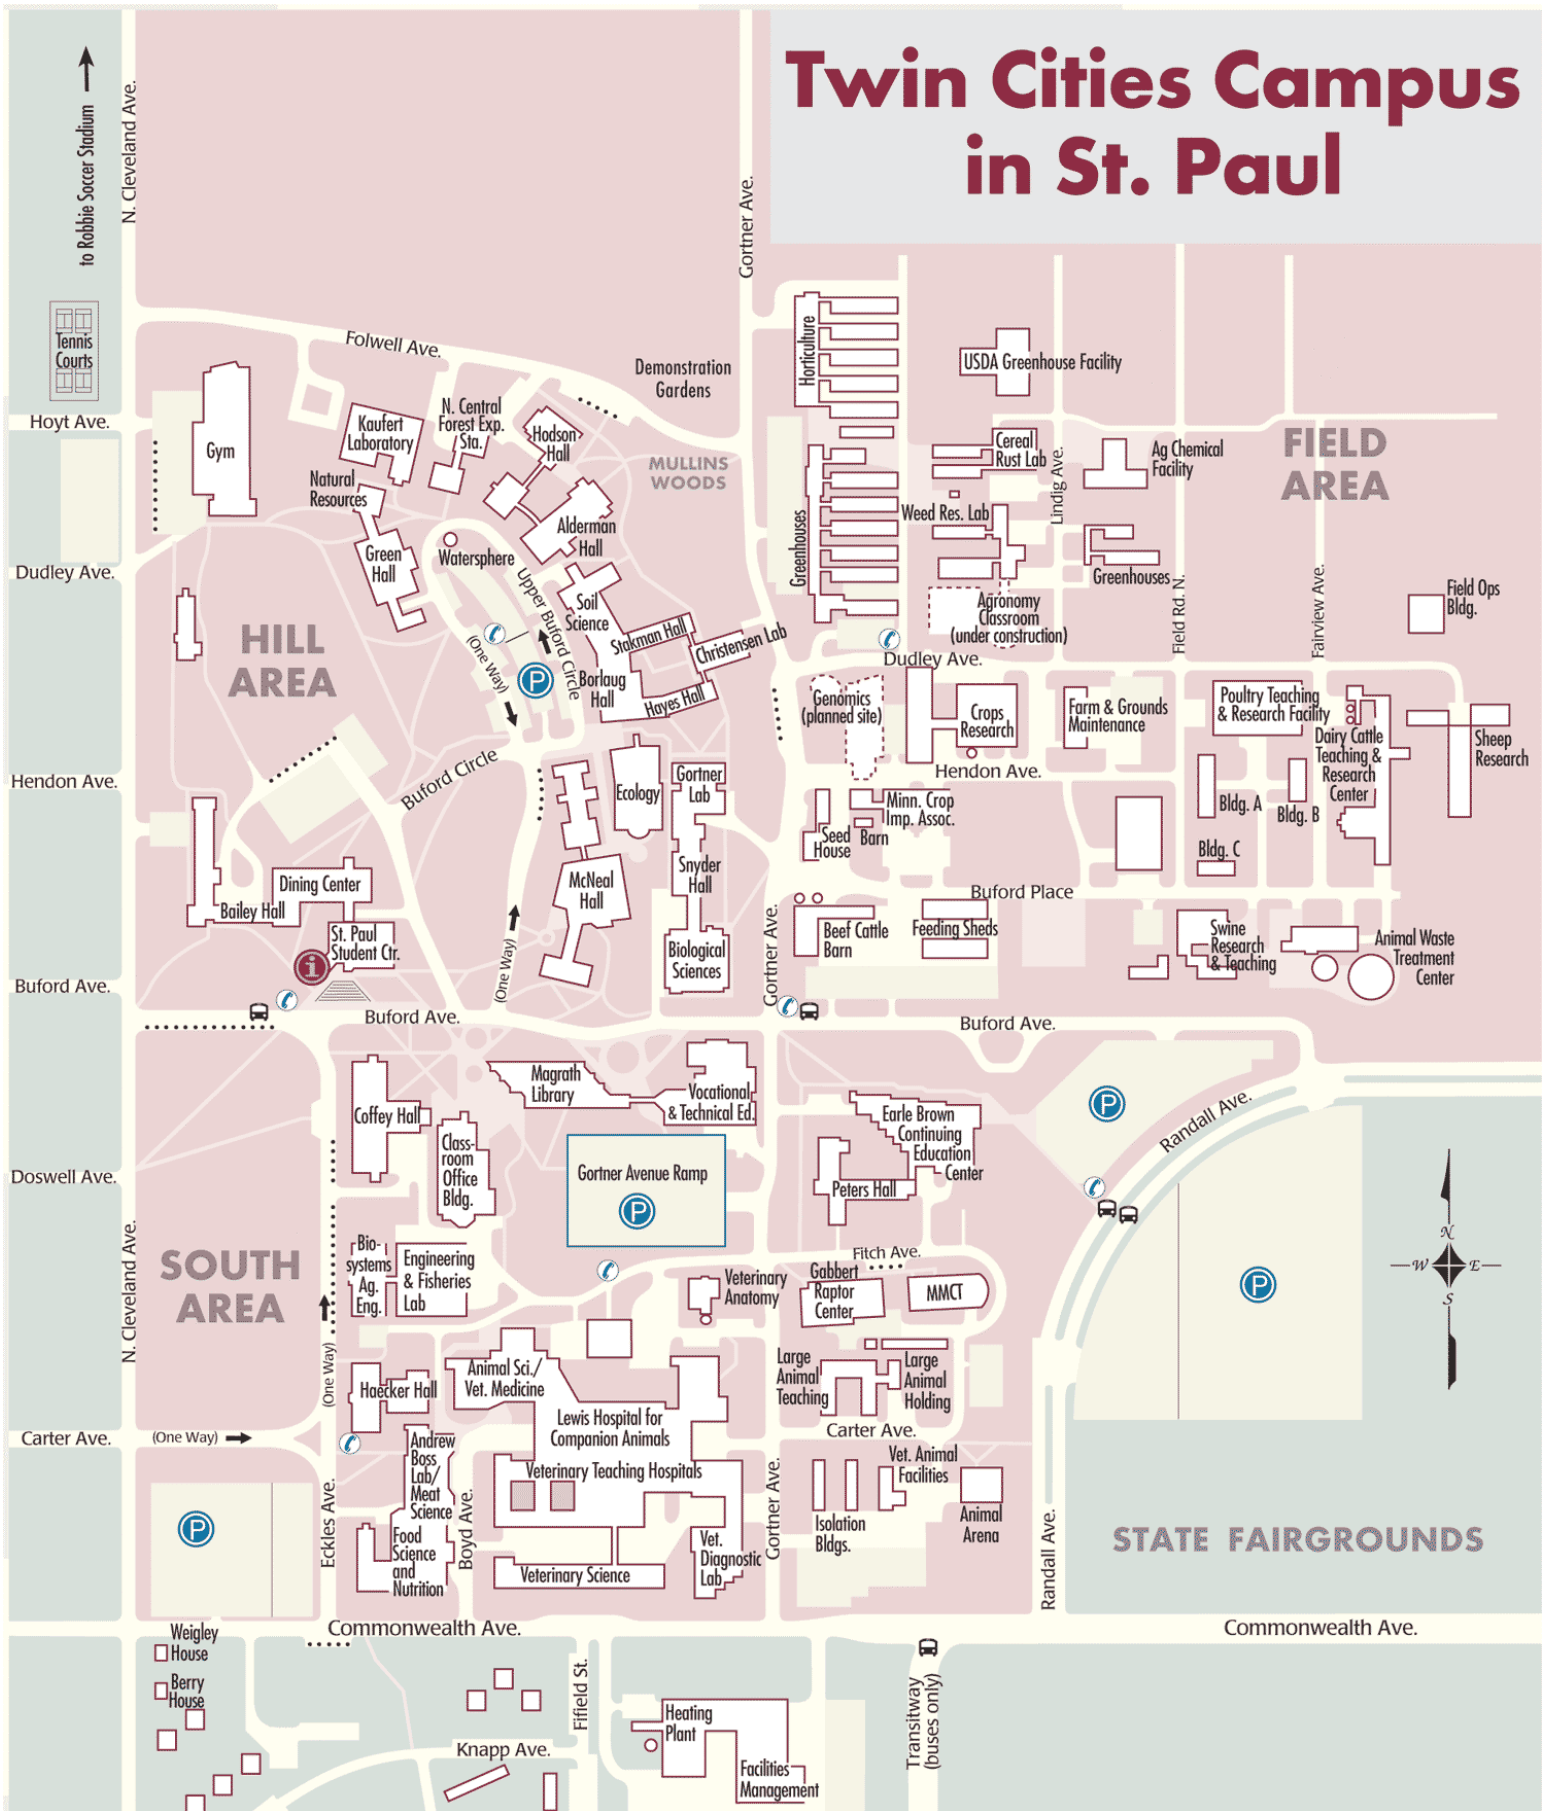 Twin Cities Campus
in St. Paul
to Robbie Soccer Stadium
N. Cleveland Ave.
Gortner Ave.
Tennis
Courts
Folwell Ave.
Demonstration
Gardens
Horticulture
USDA Greenhouse Facility
Hoyt Ave.
Gym
Kaufert
Laboratory
N. Central
Forest Exp.
Sta.
Hodson
Hall
MULLINS
WOODS
Cereal
Rust Lab
Lindig Ave.
Ag Chemical
Facility
FIELD
AREA
Natural
Resources
Green
Hall
Watersphere
Alderman
Hall
Greenhouses
Weed Res. Lab
Greenhouses
Dudley Ave.
Upper Buford Circle
Soil
Science
Stakman Hall
Christensen Lab
Agronomy
Classroom
(under construction)
Field Rd. N.
Fairview Ave.
Field Ops
Bldg.
HILL
AREA
(One Way)
P
Borlaug
Hall
Hayes Hall
Dudley Ave.
Genomics
(planned site)
Crops
Research
Farm & Grounds
Maintenance
Poultry Teaching
& Research Facility
Dairy Cattle
Teaching &
Research
Center
Sheep
Research
Hendon Ave.
Buford Circle
Ecology
Gortner
Lab
Hendon Ave.
Minn. Crop
Imp. Assoc.
Barn
Seed
House
Bldg. A
Bldg. B
Bldg. C
Dining Center
Bailey Hall
McNeal
Hall
Snyder
Hall
Buford Place
St. Paul
Student Ctr.
i
(One Way)
Biological
Sciences
Gortner Ave.
Beef Cattle
Barn
Feeding Sheds
Swine
Research
& Teaching
Animal Waste
Treatment
Center
Buford Ave.
Buford Ave.
Buford Ave.
Coffey Hall
Magrath
Library
Vocational
& Technical Ed.
Earle Brown
Continuing
Education
Center
P
Randall Ave.
Class-
room
Office
Bldg.
Gortner Avenue Ramp
P
Peters Hall
Doswell Ave.
N. Cleveland Ave.
SOUTH
AREA
Bio-
systems
Ag.
Eng.
Engineering
& Fisheries
Lab
Veterinary
Anatomy
Fitch Ave.
Gabbert
Raptor
Center
MMCT
P
N
W
E
S
(One Way)
Haecker Hall
Animal Sci./
Vet. Medicine
Lewis Hospital for
Companion Animals
Large
Animal
Teaching
Large
Animal
Holding
Carter Ave.
(One Way)
Carter Ave.
Andrew
Boss
Lab/
Meat
Science
Veterinary Teaching Hospitals
Vet. Animal
Facilities
P
Eckles Ave.
Boyd Ave.
Food
Science
and
Nutrition
Veterinary Science
Vet.
Diagnostic
Lab
Gortner Ave.
Isolation
Bldgs.
Animal
Arena
Randall Ave.
STATE FAIRGROUNDS
Commonwealth Ave.
Commonwealth Ave.
Weigley
House
Berry
House
Fifield St.
Heating
Plant
Facilities
Management
Transitway
(buses only)
Knapp Ave.